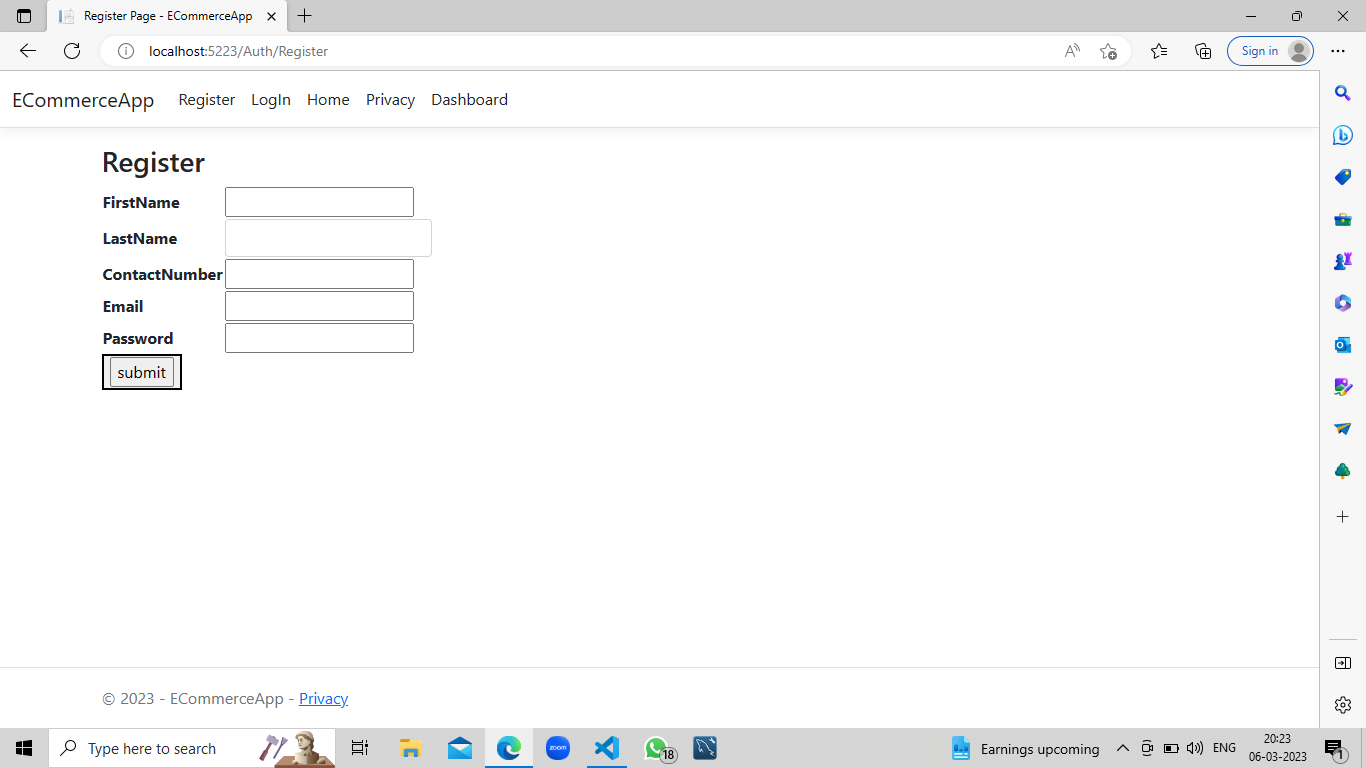 Register Page - ECommerceApp
localhost:5223/Auth/Register
Sign in
ECommerceApp Register LogIn Home Privacy Dashboard
Register
FirstName
LastName
ContactNumber
Email
Password
submit
© 2023 - ECommerceApp - Privacy
Type here to search
zoom
18
Earnings upcoming
ENG
20:23
06-03-2023
1